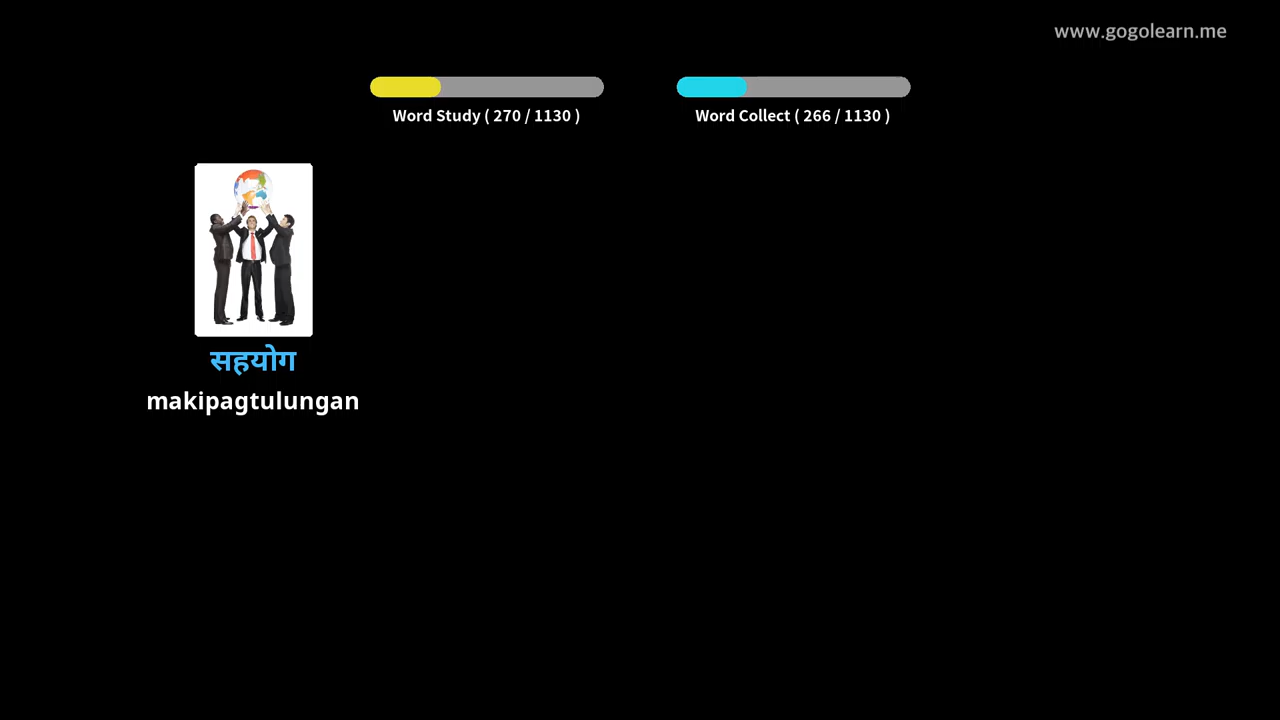 www.gogolearn.me
Word Study ( 270 / 1130 )
Word Collect ( 266 / 1130 )
सहयोग
makipagtulungan